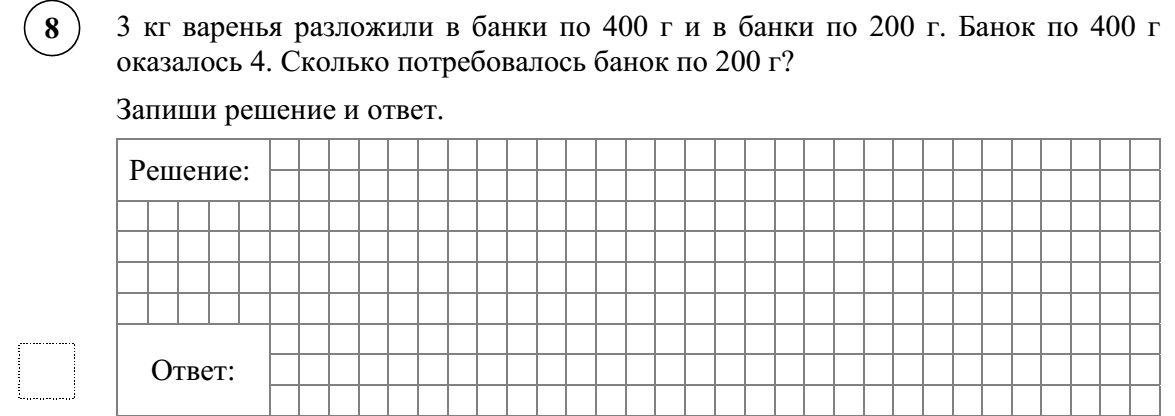 8
3 кг варенья разложили в банки по 400 г и в банки по 200 г. Банок по 400 г
оказалось 4. Сколько потребовалось банок по 200 г?
Запиши решение и ответ.
Решение:
Ответ: